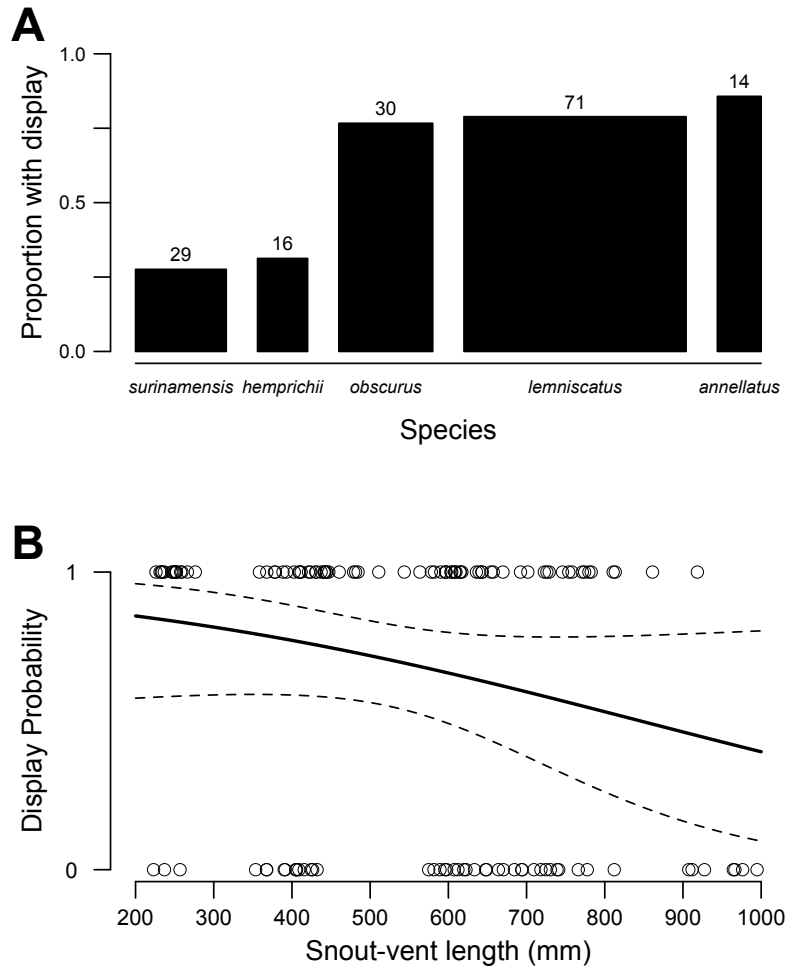 A
Proportion with display
1.0
0.5
0.0
29
16
30
71
14
surinamensis hemprichii obscurus lemniscatus annellatus
Species
B
Display Probability
1
0
200 300 400 500 600 700 800 900 1000
Snout-vent length (mm)